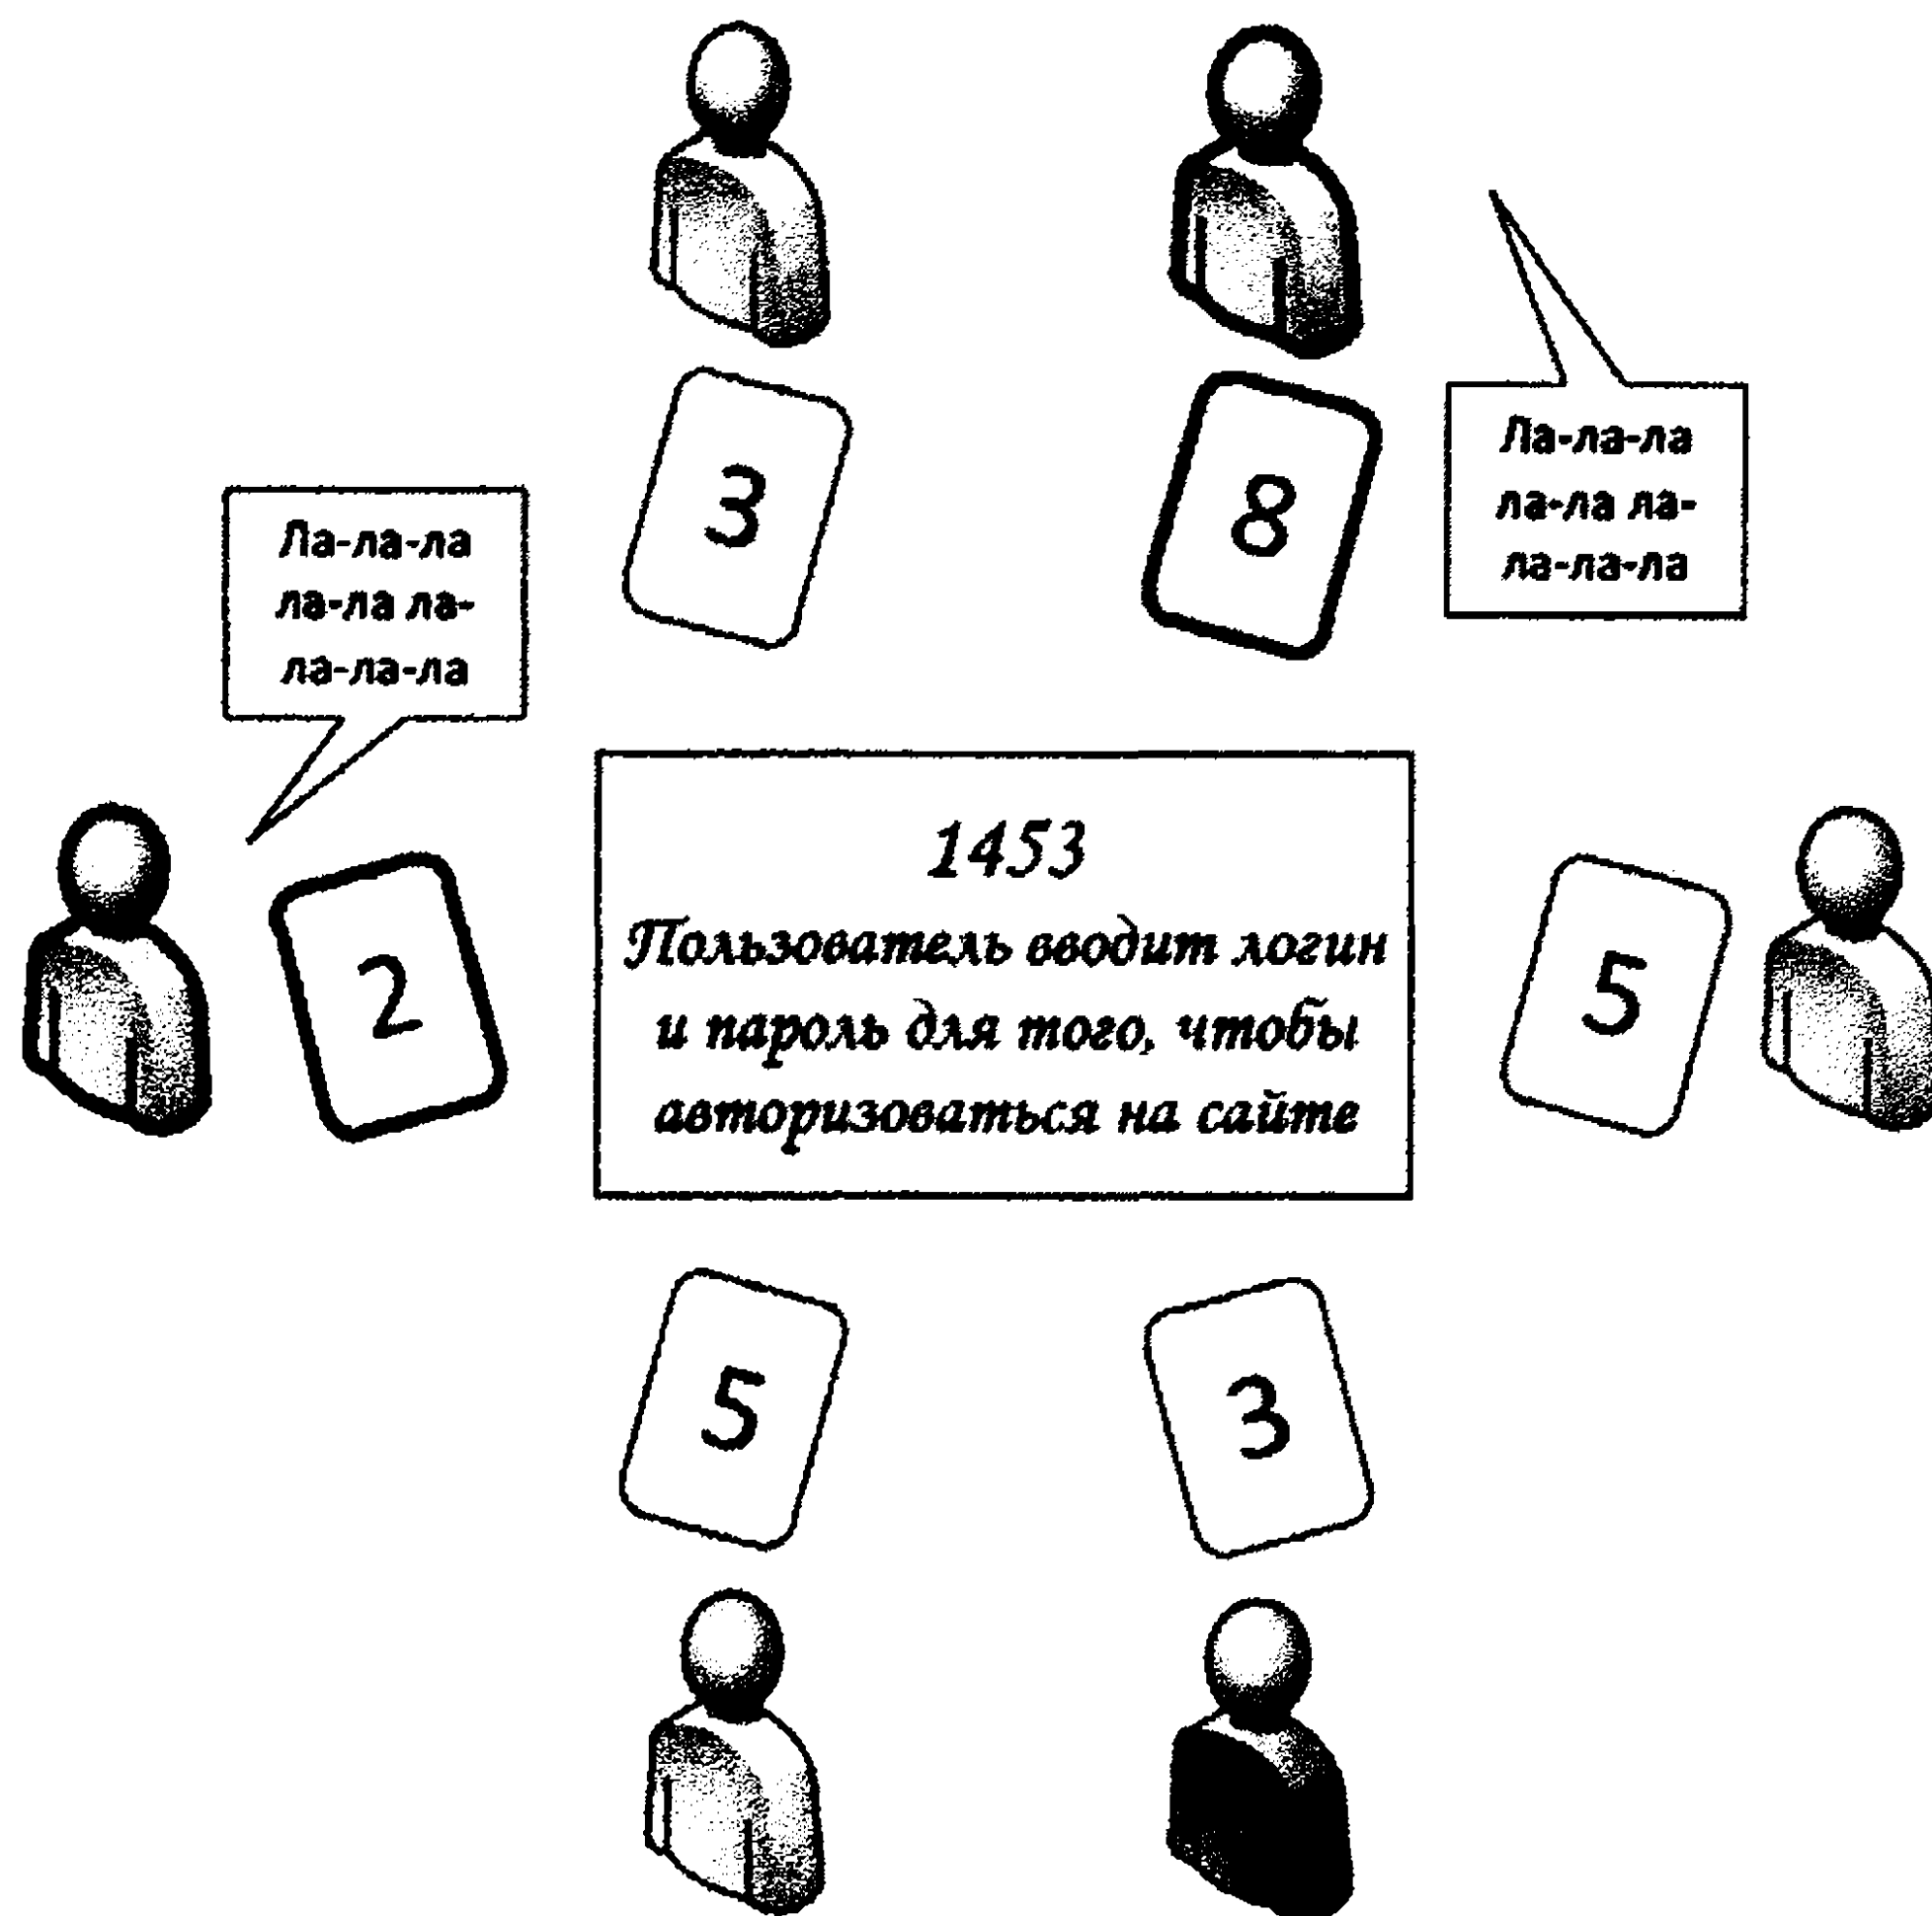 3
8
Ла-ла-ла
ла-ла ла-
ла-ла-ла
Ла-ла-ла
ла-ла ла-
ла-ла-ла
2
1453
Пользователь вводит логин
и пароль для того, чтобы
авторизоваться на сайте
5
5
3